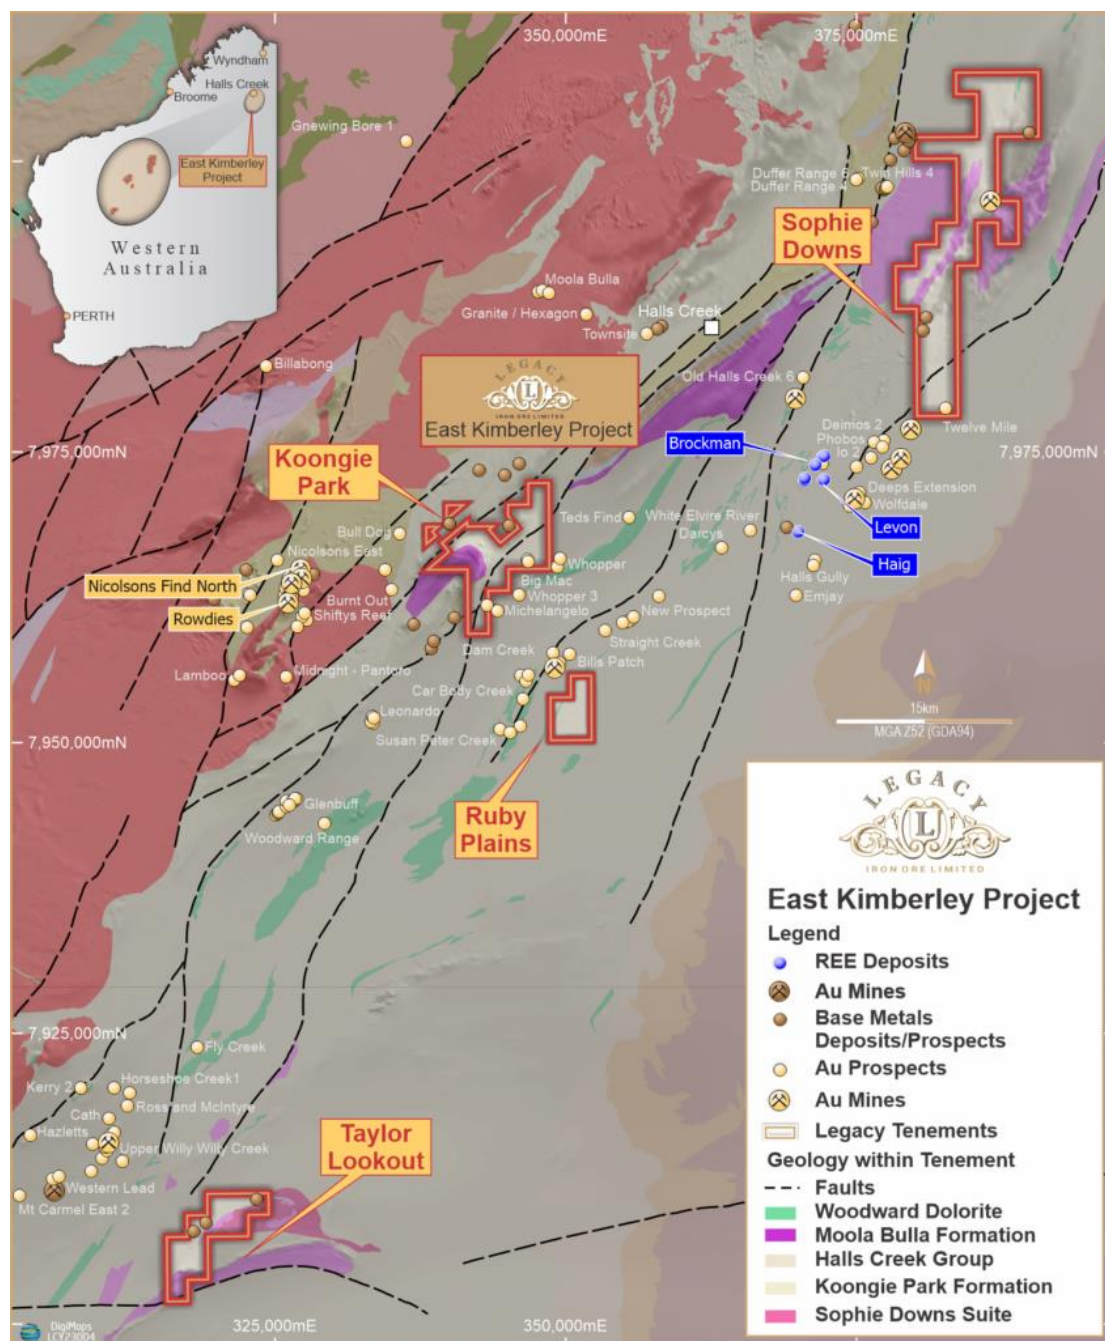 350,000mE
375,000mE
Wyndham
Halls Creek
Broome
East Kimberley
Project
Western
Australia
PERTH
Gnewing Bore 1
Duffer Range 6
Twin Hills 4
Duffer Range 4
Sophie
Downs
Moola Bulla
Granite / Hexagon
Halls Creek
Townsite
Billabong
LEGACY
L
IRON ORE LIMITED
East Kimberley Project
Old Halls Creek 6
Twelve Mile
Deimos 2
Phobos
Io 2
Brockman
7,975,000mN
7,975,000mN
Koongie
Park
Deeps Extension
Wolfdale
Levon
Teds Find
White Elvire River
Darcys
Bull Dog
Haig
Nicolsons East
Nicolsons Find North
Whopper
Big Mac
Halls Gully
Burnt Out
Whopper 3
Emjay
Rowdies
Shiftys Reef
Michelangelo
New Prospect
Straight Creek
Dam Creek
Lamboo
Midnight - Pantoro
Bills Patch
Car Body Creek
N
15km
MGA Z52 (GDA94)
Leonardo
Susan Peter Creek
7,950,000mN
Ruby
Plains
Glenbuff
Woodward Range
7,925,000mN
Fly Creek
Kerry 2
Horseshoe Creek1
Ross and McIntyre
Cath
Hazletts
Upper Willy Willy Creek
Taylor
Lookout
Western Lead
Mt Carmel East 2
LEGACY
L
IRON ORE LIMITED
East Kimberley Project
Legend
REE Deposits
Au Mines
Base Metals
Deposits/Prospects
Au Prospects
Au Mines
Legacy Tenements
Geology within Tenement
Faults
Woodward Dolorite
Moola Bulla Formation
Halls Creek Group
Koongie Park Formation
Sophie Downs Suite
DigiMaps
LCY23004
325,000mE
350,000mE